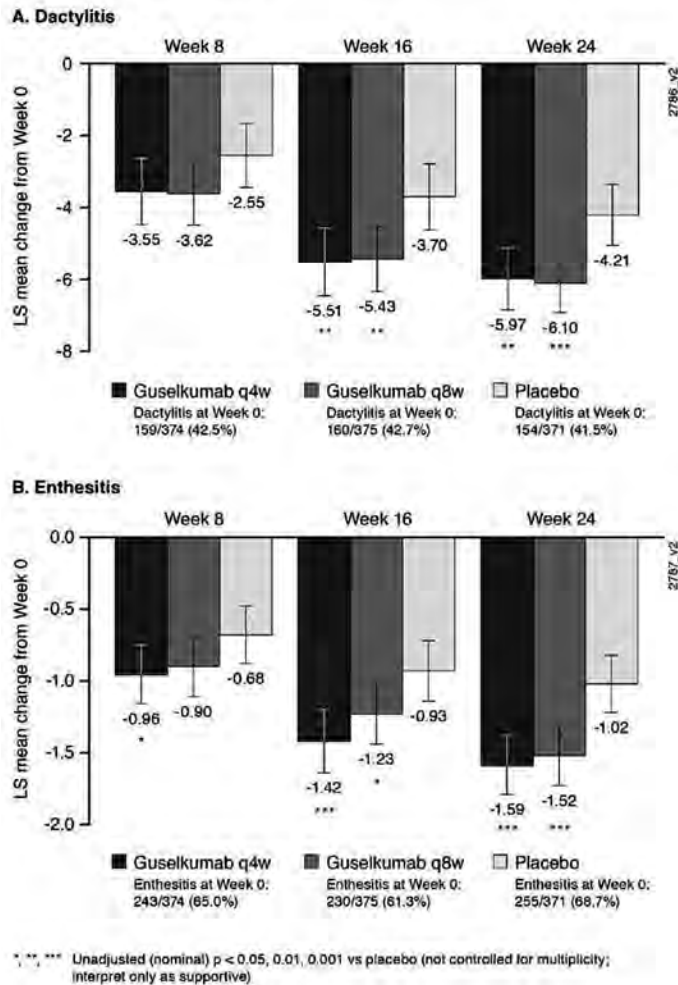 A. Dactylitis
Week 8 Week 16 Week 24
0
-2
-4
-6
-8
LS mean change from Week 0
-3.55 -3.62 -2.55
-5.51 -5.43 -3.70
** **
-5.97 -6.10 -4.21
** ***
2786_v2
Guselkumab q4w Guselkumab q8w Placebo
Dactylitis at Week 0: Dactylitis at Week 0: Dactylitis at Week 0:
159/374 (42.5%) 160/375 (42.7%) 154/371 (41.5%)
B. Enthesitis
Week 8 Week 16 Week 24
0.0
-0.5
-1.0
-1.5
-2.0
LS mean change from Week 0
-0.96 -0.90 -0.68
*
-1.42 -1.23 -0.93
*** *
-1.59 -1.52 -1.02
*** ***
2787_v2
Guselkumab q4w Guselkumab q8w Placebo
Enthesitis at Week 0: Enthesitis at Week 0: Enthesitis at Week 0:
243/374 (65.0%) 230/375 (61.3%) 255/371 (68.7%)
*, **, *** Unadjusted (nominal) p < 0.05, 0.01, 0.001 vs placebo (not controlled for multiplicity;
interpret only as supportive)